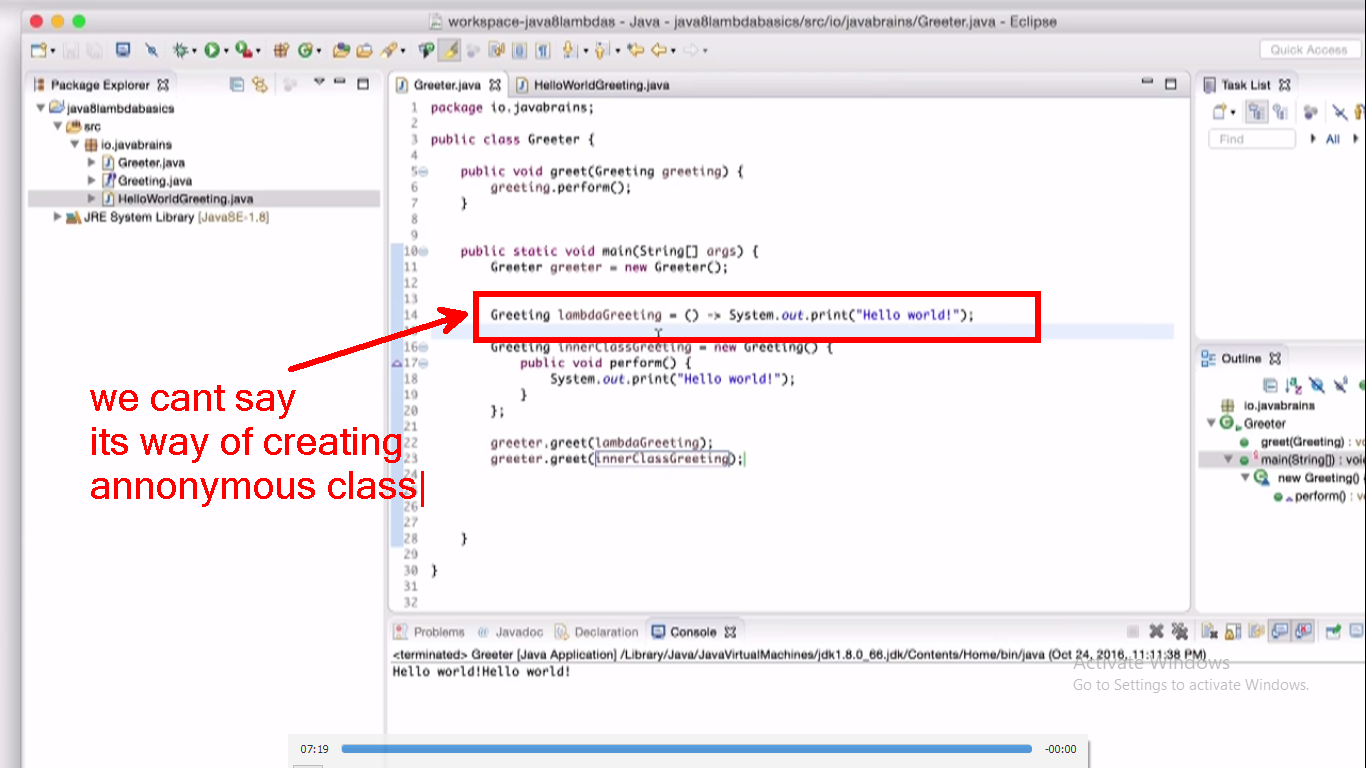 workspace-java8lambdas - Java - java8lambdabasics/src/io/javabrains/Greeter.java - Eclipse
Quick Access
Package Explorer
java8lambdabasics
src
io.javabrains
Greeter.java
Greeting.java
HelloWorldGreeting.java
JRE System Library [JavaSE-1.8]
Greeter.java HelloWorldGreeting.java
1 package io.javabrains;
2
3 public class Greeter {
4
5 public void greet(Greeting greeting) {
6 greeting.perform();
7 }
8
9
10 public static void main(String[] args) {
11 Greeter greeter = new Greeter();
12
13
14 Greeting lambdaGreeting = () -> System.out.print("Hello world!");
16 Greeting innerClassGreeting = new Greeting() {
17 public void perform() {
18 System.out.print("Hello world!");
19 }
20 };
21
22 greeter.greet(lambdaGreeting);
23 greeter.greet(innerClassGreeting);
24
26
27
28 }
29
30 }
31
32
we cant say
its way of creating
annonymous class
Task List
Find All
Outline
io.javabrains
Greeter
greet(Greeting) : vo
main(String[]) : voi
new Greeting()
perform() : vo
Problems Javadoc Declaration Console
<terminated> Greeter [Java Application] /Library/Java/JavaVirtualMachines/jdk1.8.0_66.jdk/Contents/Home/bin/java (Oct 24, 2016, 11:11:38 PM)
Hello world!Hello world!
Activate Windows
Go to Settings to activate Windows.
07:19 -00:00